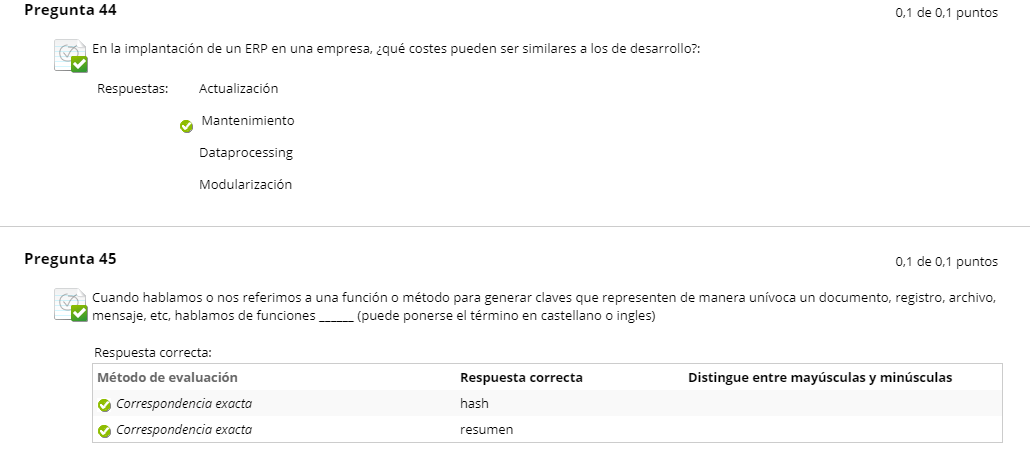 Pregunta 44
0,1 de 0,1 puntos
En la implantación de un ERP en una empresa, ¿qué costes pueden ser similares a los de desarrollo?:
Respuestas: Actualización
Mantenimiento
Dataprocessing
Modularización
Pregunta 45
0,1 de 0,1 puntos
Cuando hablamos o nos referimos a una función o método para generar claves que representen de manera unívoca un documento, registro, archivo,
mensaje, etc, hablamos de funciones ______ (puede ponerse el término en castellano o ingles)
Respuesta correcta:
Método de evaluación Respuesta correcta Distingue entre mayúsculas y minúsculas
Correspondencia exacta hash
Correspondencia exacta resumen